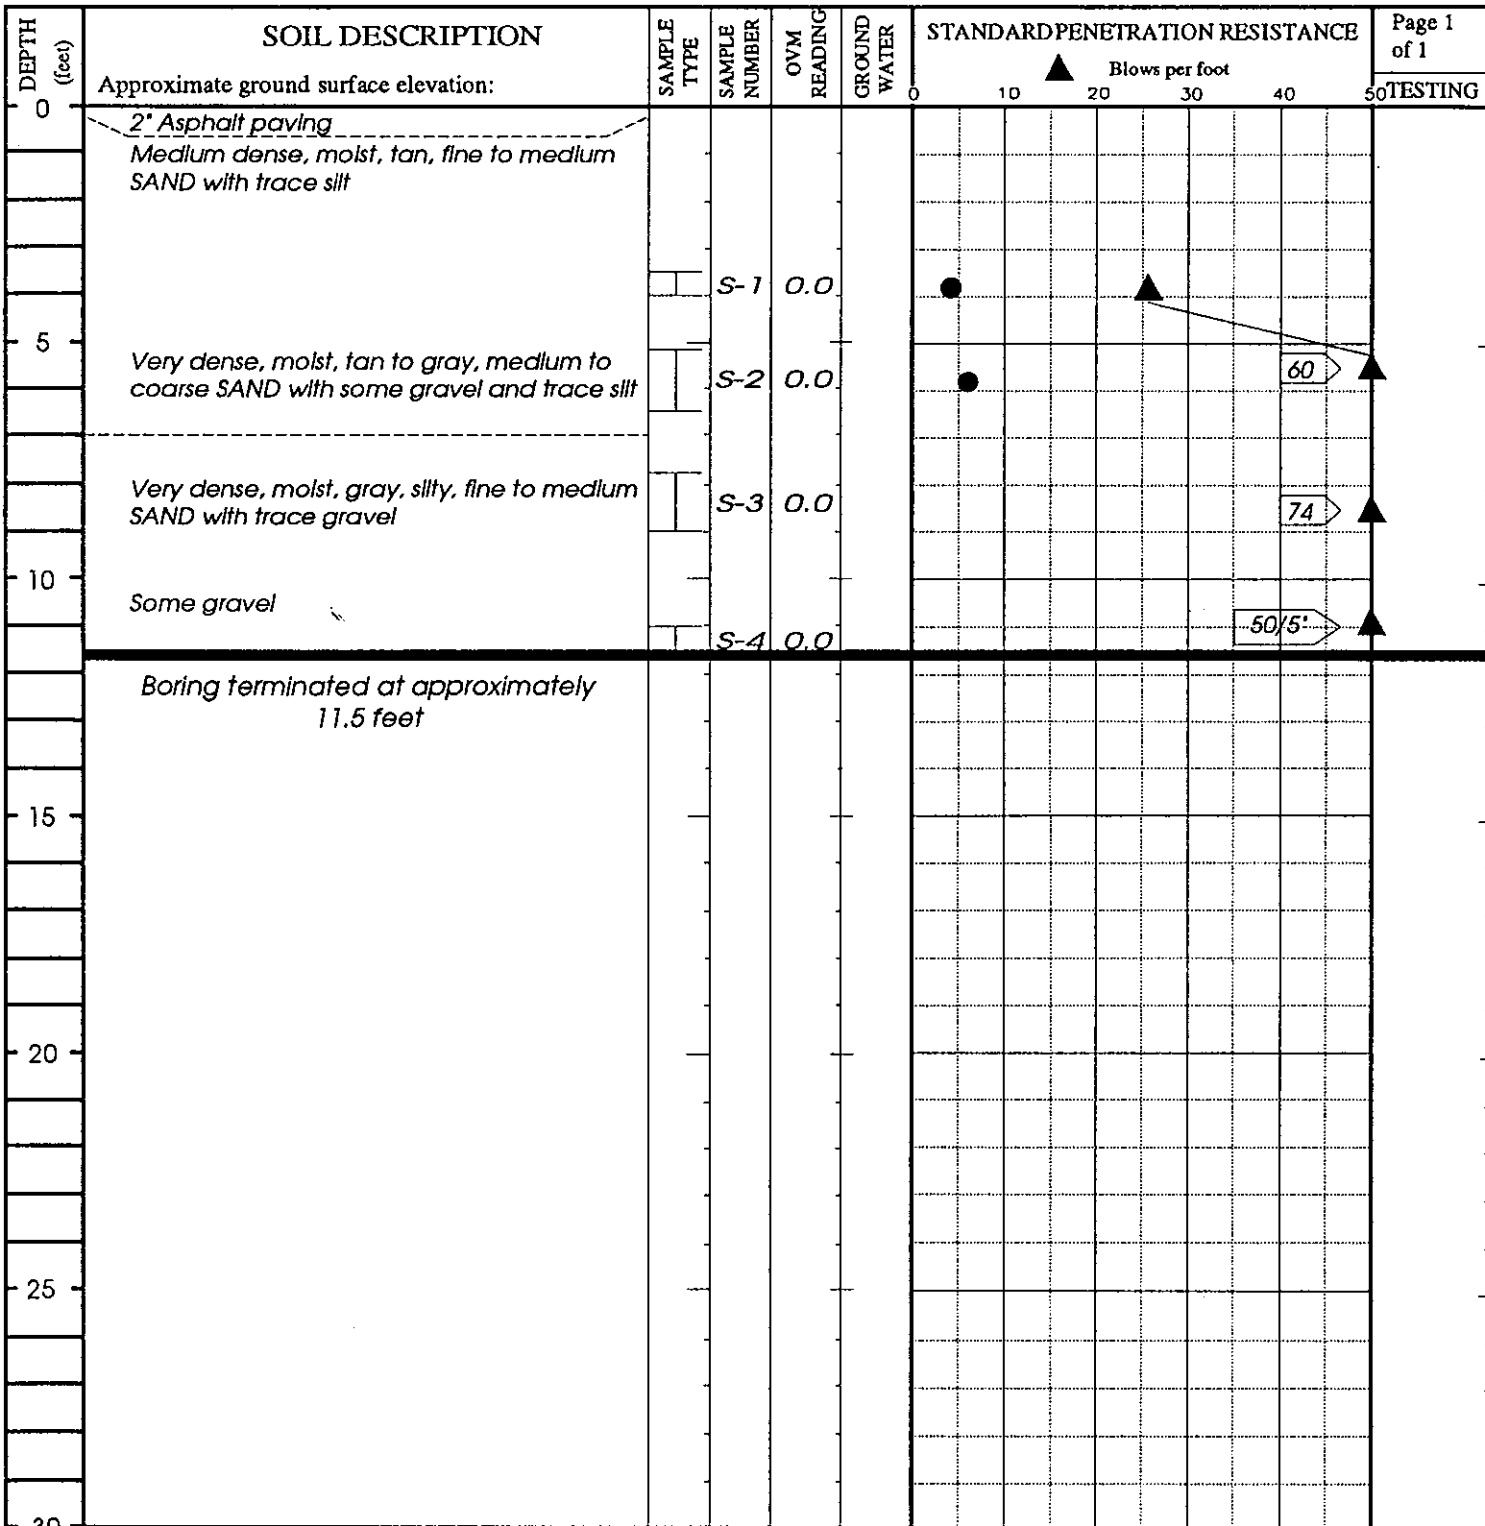 DEPTH (feet)
SOIL DESCRIPTION
Approximate ground surface elevation:
SAMPLE TYPE
SAMPLE NUMBER
OVM READING
GROUND WATER
STANDARD PENETRATION RESISTANCE
▲ Blows per foot
0 10 20 30 40 50
Page 1
of 1
TESTING
0
2" Asphalt paving
Medium dense, moist, tan, fine to medium
SAND with trace silt
S-1 0.0
5
Very dense, moist, tan to gray, medium to
coarse SAND with some gravel and trace silt
S-2 0.0
60
Very dense, moist, gray, silty, fine to medium
SAND with trace gravel
S-3 0.0
74
10
Some gravel
S-4 0.0
50/5"
Boring terminated at approximately
11.5 feet
15
20
25
30